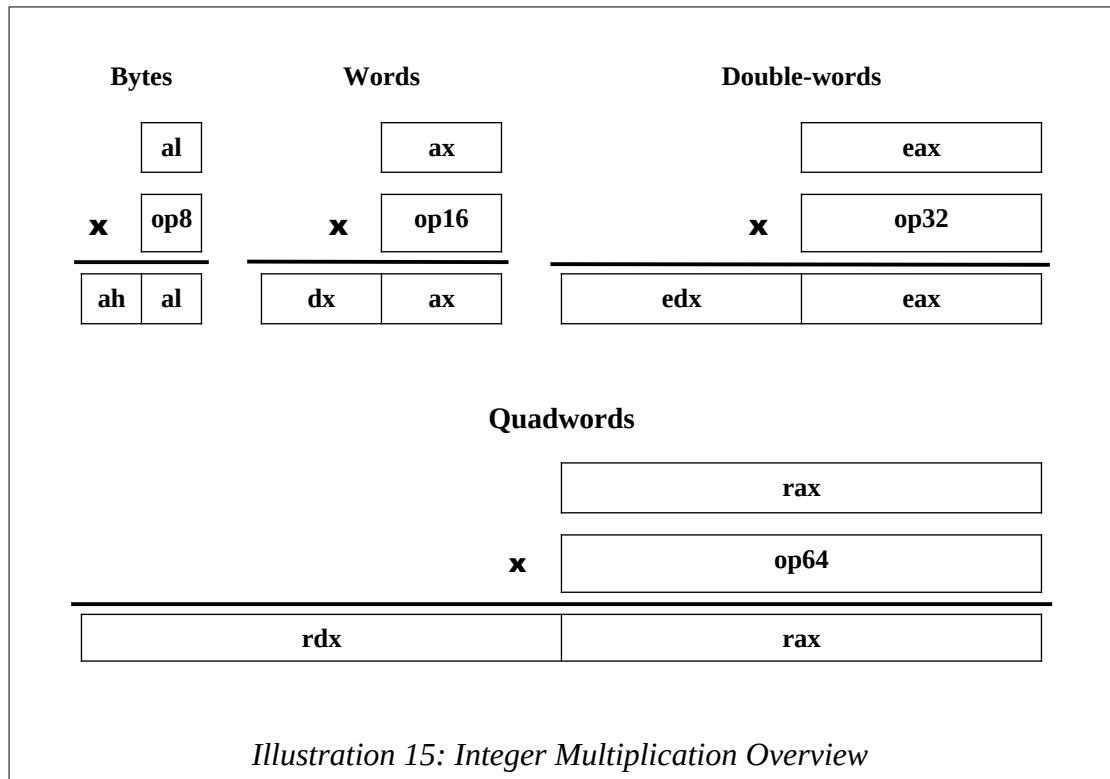 Bytes Words Double-words
al ax eax
x op8 x op16 x op32
ah al dx ax edx eax
Quadwords
rax
x op64
rdx rax
Illustration 15: Integer Multiplication Overview